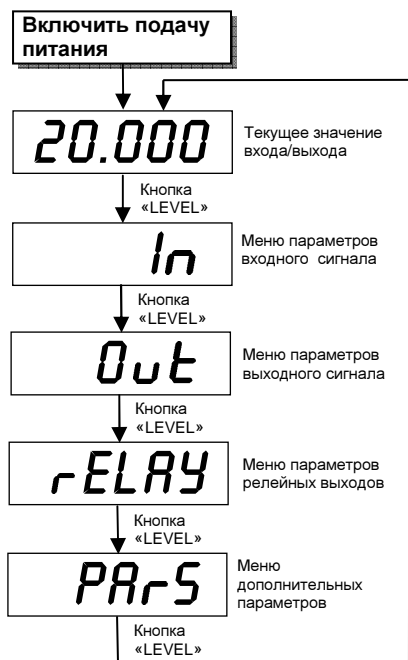 Включить подачу
питания
20.000
Текущее значение
входа/выхода
Кнопка
«LEVEL»
In
Меню параметров
входного сигнала
Кнопка
«LEVEL»
Out
Меню параметров
выходного сигнала
Кнопка
«LEVEL»
rELAY
Меню параметров
релейных выходов
Кнопка
«LEVEL»
PArS
Меню
дополнительных
параметров
Кнопка
«LEVEL»